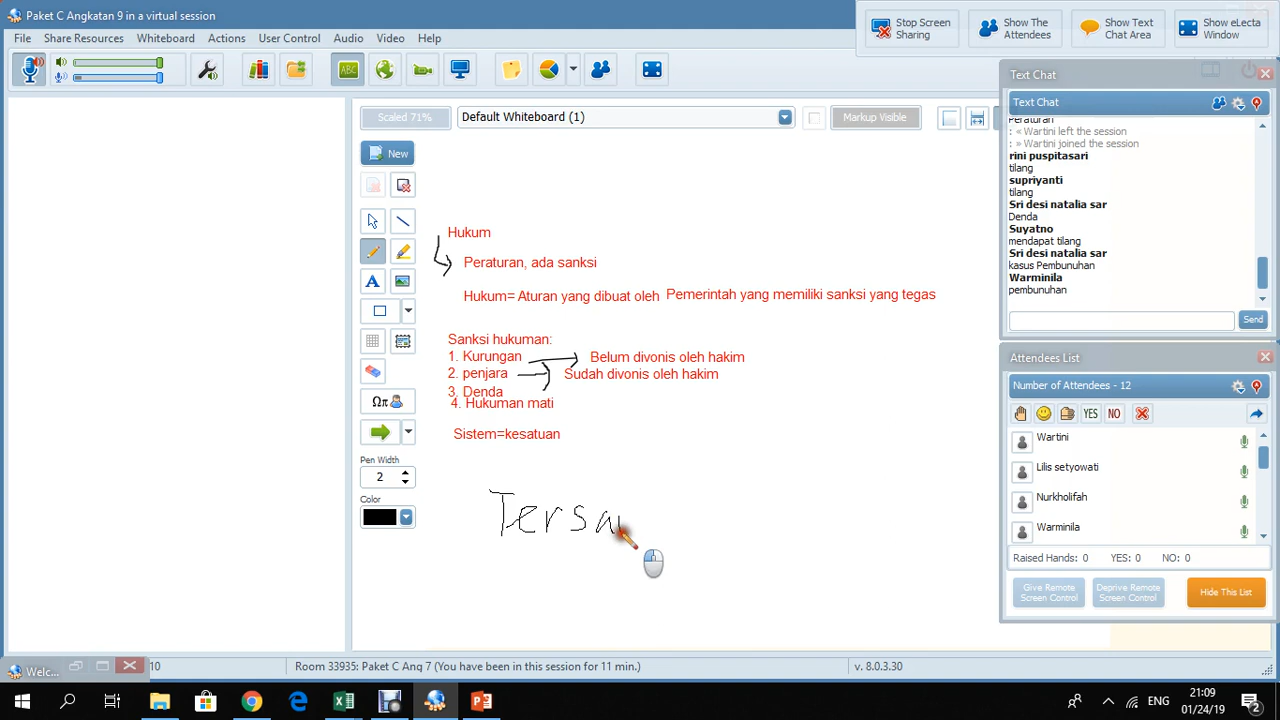 Paket C Angkatan 9 in a virtual session
File Share Resources Whiteboard Actions User Control Audio Video Help
Stop Screen Sharing
Show The Attendees
Show Text Chat Area
Show eLecta Window
ABC
Scaled 71%
Default Whiteboard (1)
Markup Visible
New
Ωπ
Pen Width
2
Color
Hukum
Peraturan, ada sanksi
Hukum= Aturan yang dibuat oleh Pemerintah yang memiliki sanksi yang tegas
Sanksi hukuman:
1. Kurungan Belum divonis oleh hakim
2. penjara Sudah divonis oleh hakim
3. Denda
4. Hukuman mati
Sistem=kesatuan
Tersa
Text Chat
Text Chat
Peraturan
: « Wartini left the session
: » Wartini joined the session
rini puspitasari
tilang
supriyanti
tilang
Sri desi natalia sar
Denda
Suyatno
mendapat tilang
Sri desi natalia sar
kasus Pembunuhan
Warminila
pembunuhan
Send
Attendees List
Number of Attendees - 12
YES NO
Wartini
Lilis setyowati
Nurkholifah
Warminila
Raised Hands: 0 YES: 0 NO: 0
Give Remote Screen Control
Deprive Remote Screen Control
Hide This List
Welc...
10
Room 33935: Paket C Ang 7 (You have been in this session for 11 min.)
v. 8.0.3.30
ENG
21:09
01/24/19
2